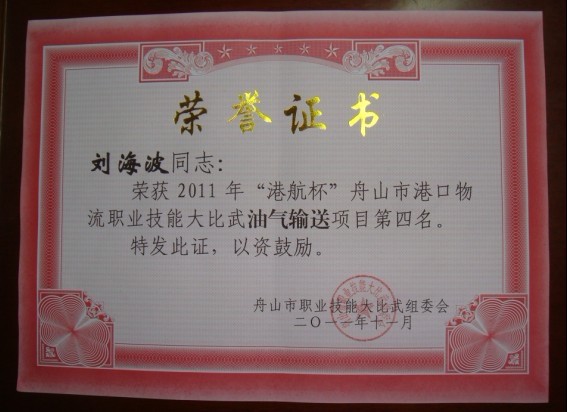 荣誉证书
刘海波同志：
荣获 2011 年“港航杯”舟山市港口物
流职业技能大比武油气输送项目第四名。
特发此证，以资鼓励。
舟山市职业技能大比武组委会
二〇一一年十一月